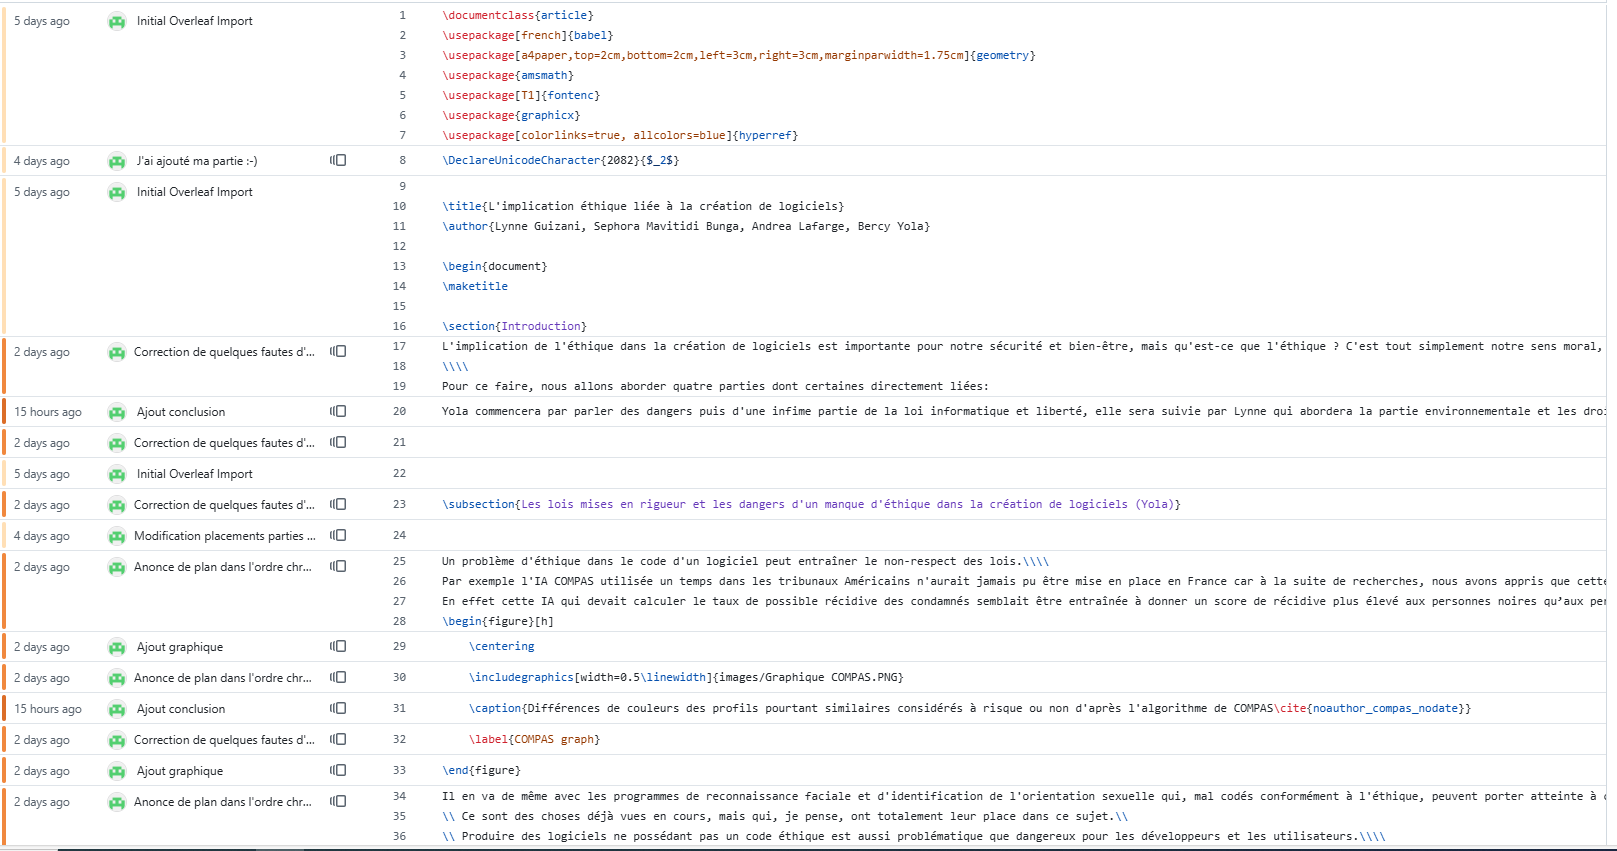 5 days ago Initial Overleaf Import 1 \documentclass{article}
2 \usepackage[french]{babel}
3 \usepackage[a4paper,top=2cm,bottom=2cm,left=3cm,right=3cm,marginparwidth=1.75cm]{geometry}
4 \usepackage{amsmath}
5 \usepackage[T1]{fontenc}
6 \usepackage{graphicx}
7 \usepackage[colorlinks=true, allcolors=blue]{hyperref}
4 days ago J'ai ajouté ma partie :-) 8 \DeclareUnicodeCharacter{2082}{$_2$}
5 days ago Initial Overleaf Import 9
10 \title{L'implication éthique liée à la création de logiciels}
11 \author{Lynne Guizani, Sephora Mavitidi Bunga, Andrea Lafarge, Bercy Yola}
12
13 \begin{document}
14 \maketitle
15
16 \section{Introduction}
2 days ago Correction de quelques fautes d'... 17 L'implication de l'éthique dans la création de logiciels est importante pour notre sécurité et bien-être, mais qu'est-ce que l'éthique ? C'est tout simplement notre sens moral,
18 \\\\
19 Pour ce faire, nous allons aborder quatre parties dont certaines directement liées:
15 hours ago Ajout conclusion 20 Yola commencera par parler des dangers puis d'une infime partie de la loi informatique et liberté, elle sera suivie par Lynne qui abordera la partie environnementale et les droi
2 days ago Correction de quelques fautes d'... 21
5 days ago Initial Overleaf Import 22
2 days ago Correction de quelques fautes d'... 23 \subsection{Les lois mises en rigueur et les dangers d'un manque d'éthique dans la création de logiciels (Yola)}
4 days ago Modification placements parties ... 24
2 days ago Anonce de plan dans l'ordre chr... 25 Un problème d'éthique dans le code d'un logiciel peut entraîner le non-respect des lois.\\\\
26 Par exemple l'IA COMPAS utilisée un temps dans les tribunaux Américains n'aurait jamais pu être mise en place en France car à la suite de recherches, nous avons appris que cette
27 En effet cette IA qui devait calculer le taux de possible récidive des condamnés semblait être entraînée à donner un score de récidive plus élevé aux personnes noires qu’aux per
28 \begin{figure}[h]
2 days ago Ajout graphique 29 \centering
2 days ago Anonce de plan dans l'ordre chr... 30 \includegraphics[width=0.5\linewidth]{images/Graphique COMPAS.PNG}
15 hours ago Ajout conclusion 31 \caption{Différences de couleurs des profils pourtant similaires considérés à risque ou non d'après l'algorithme de COMPAS\cite{noauthor_compas_nodate}}
2 days ago Correction de quelques fautes d'... 32 \label{COMPAS graph}
2 days ago Ajout graphique 33 \end{figure}
2 days ago Anonce de plan dans l'ordre chr... 34 Il en va de même avec les programmes de reconnaissance faciale et d'identification de l'orientation sexuelle qui, mal codés conformément à l'éthique, peuvent porter atteinte à c
35 \\ Ce sont des choses déjà vues en cours, mais qui, je pense, ont totalement leur place dans ce sujet.\\
36 \\ Produire des logiciels ne possédant pas un code éthique est aussi problématique que dangereux pour les développeurs et les utilisateurs.\\\\